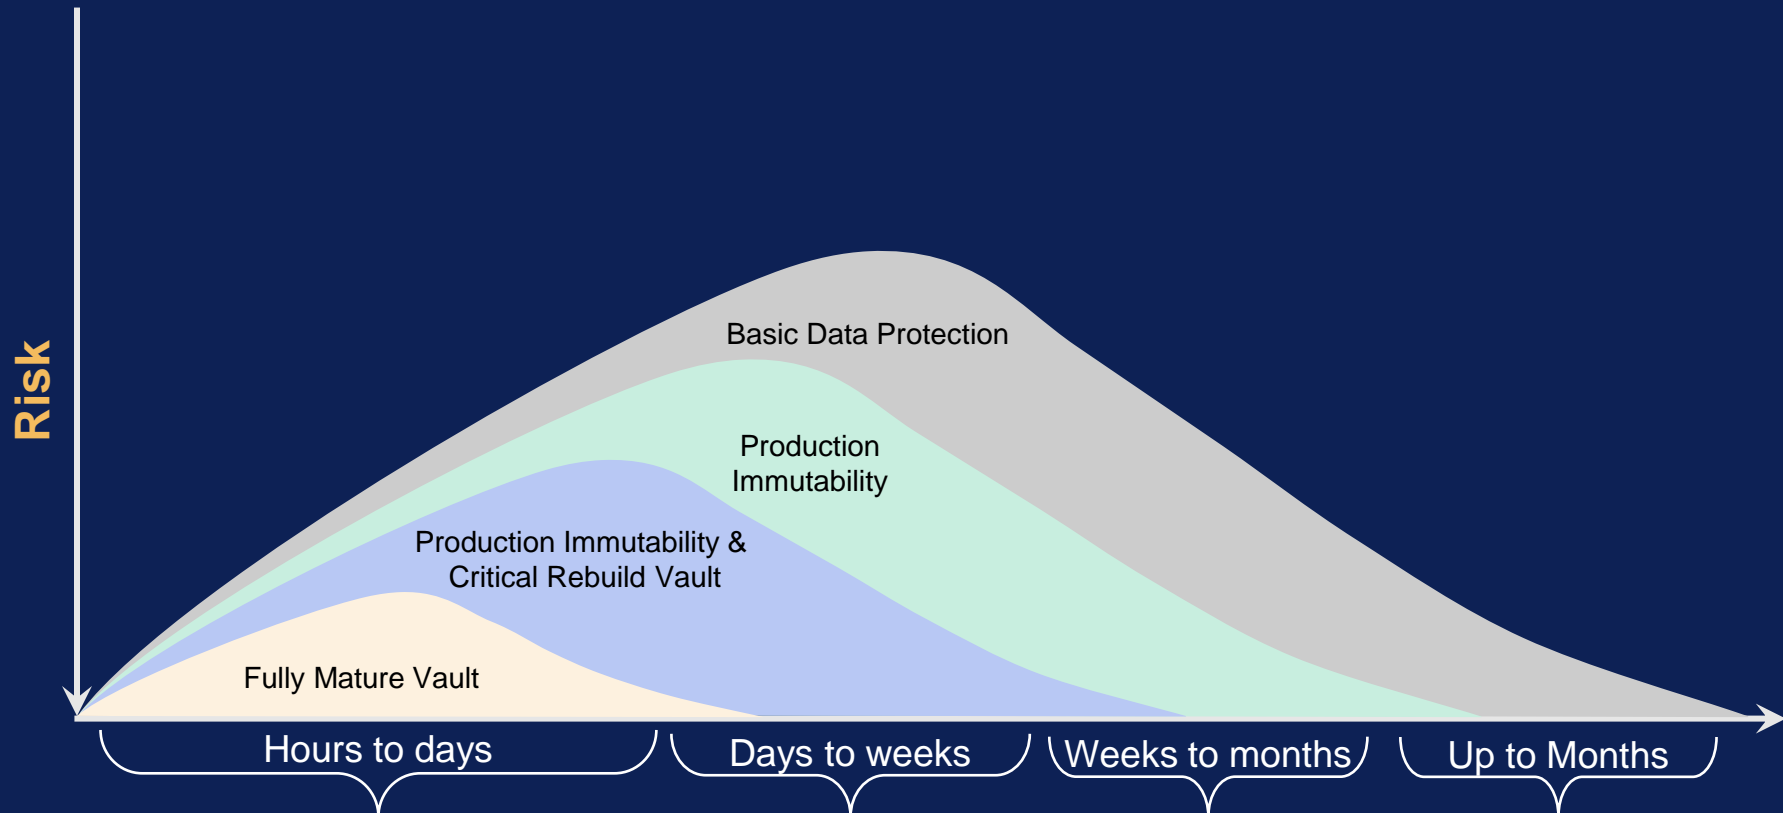 Risk
Basic Data Protection
Production
Immutability
Production Immutability &
Critical Rebuild Vault
Fully Mature Vault
Hours to days
Days to weeks
Weeks to months
Up to Months